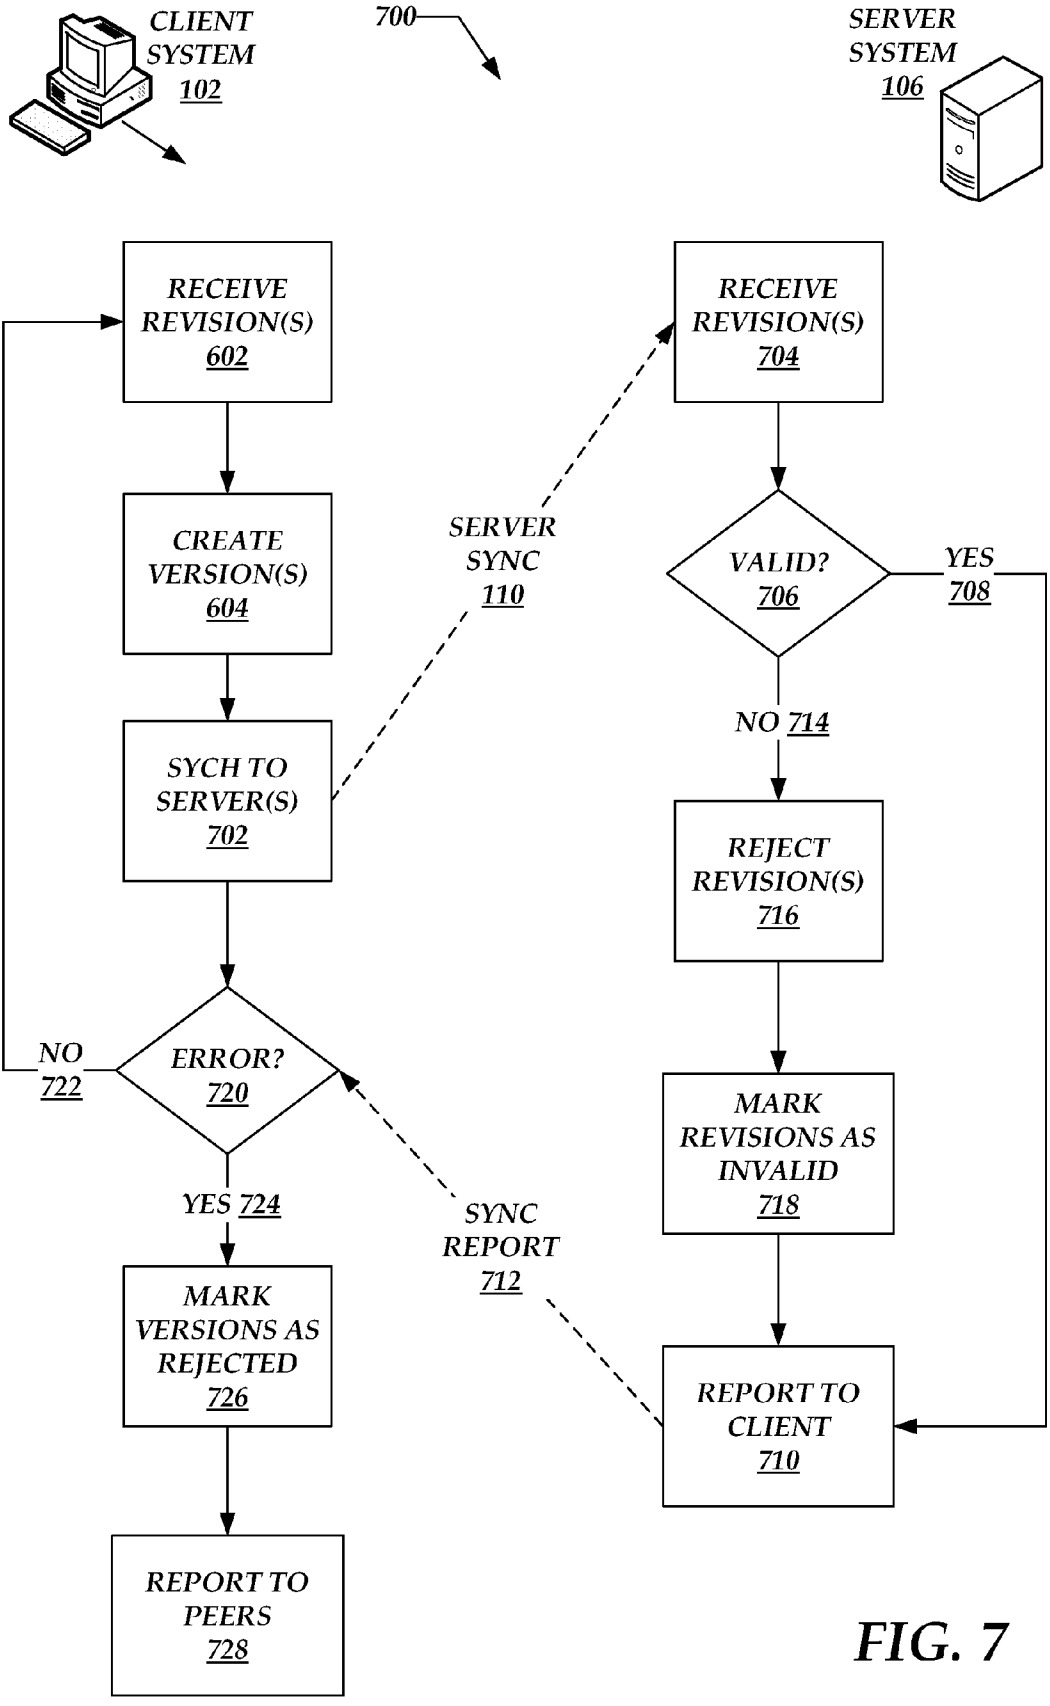 CLIENT
SYSTEM
102
700
SERVER
SYSTEM
106
RECEIVE
REVISION(S)
602
CREATE
VERSION(S)
604
SYCH TO
SERVER(S)
702
ERROR?
720
NO
722
YES 724
MARK
VERSIONS AS
REJECTED
726
REPORT TO
PEERS
728
SERVER
SYNC
110
SYNC
REPORT
712
RECEIVE
REVISION(S)
704
VALID?
706
YES
708
NO 714
REJECT
REVISION(S)
716
MARK
REVISIONS AS
INVALID
718
REPORT TO
CLIENT
710
FIG. 7